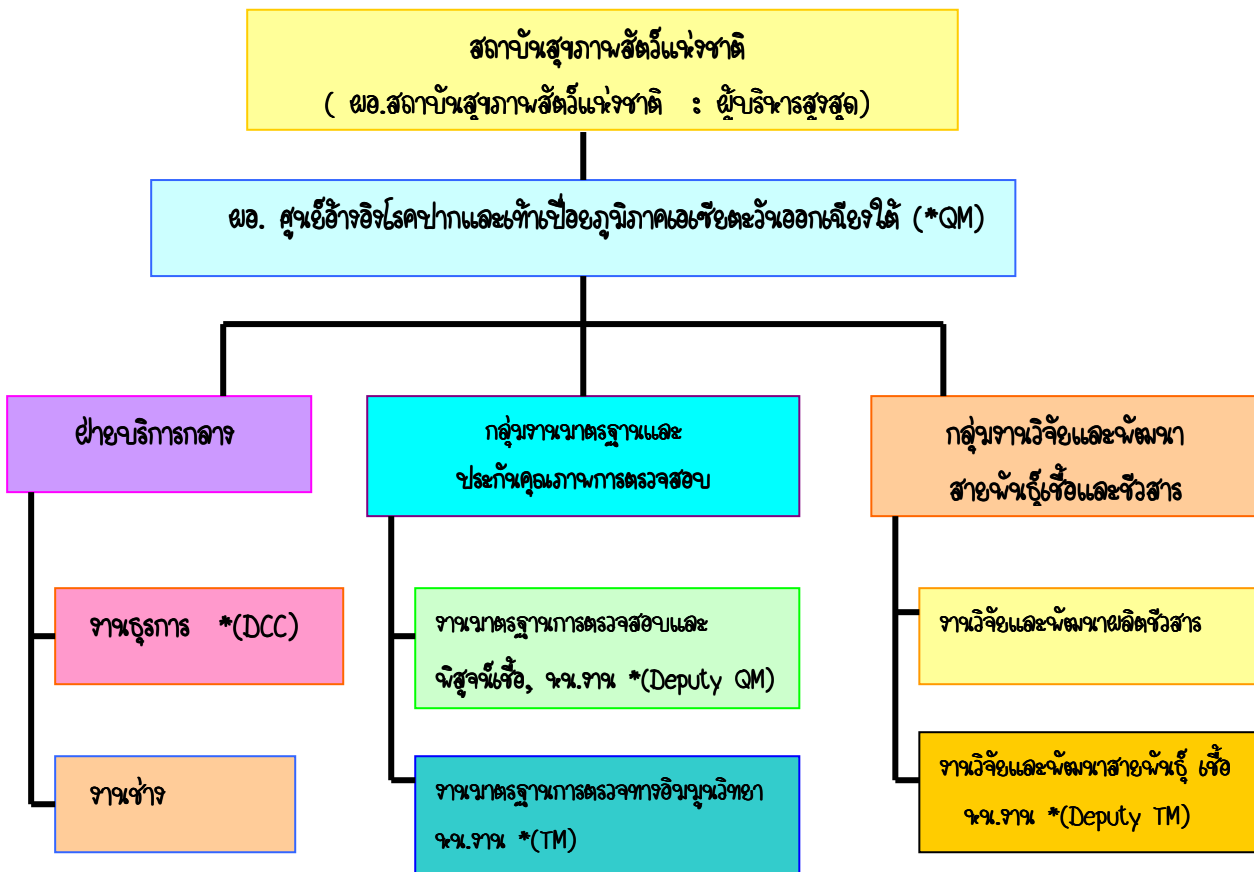 สถาบันสุขภาพสัตว์แห่งชาติ
( ผอ.สถาบันสุขภาพสัตว์แห่งชาติ : ผู้บริหารสูงสุด)
ผอ. ศูนย์อ้างอิงโรคปากและเท้าเปื่อยภูมิภาคเอเซียตะวันออกเฉียงใต้ (*QM)
ฝ่ายบริการกลาง
งานธุรการ *(DCC)
งานช่าง
กลุ่มงานมาตรฐานและ
ประกันคุณภาพการตรวจสอบ
งานมาตรฐานการตรวจสอบและ
พิสูจน์เชื้อ, หน.งาน *(Deputy QM)
งานมาตรฐานการตรวจทางอิมมูนวิทยา
หน.งาน *(TM)
กลุ่มงานวิจัยและพัฒนา
สายพันธุ์เชื้อและชีวสาร
งานวิจัยและพัฒนาผลิตชีวสาร
งานวิจัยและพัฒนาสายพันธุ์ เชื้อ
หน.งาน *(Deputy TM)